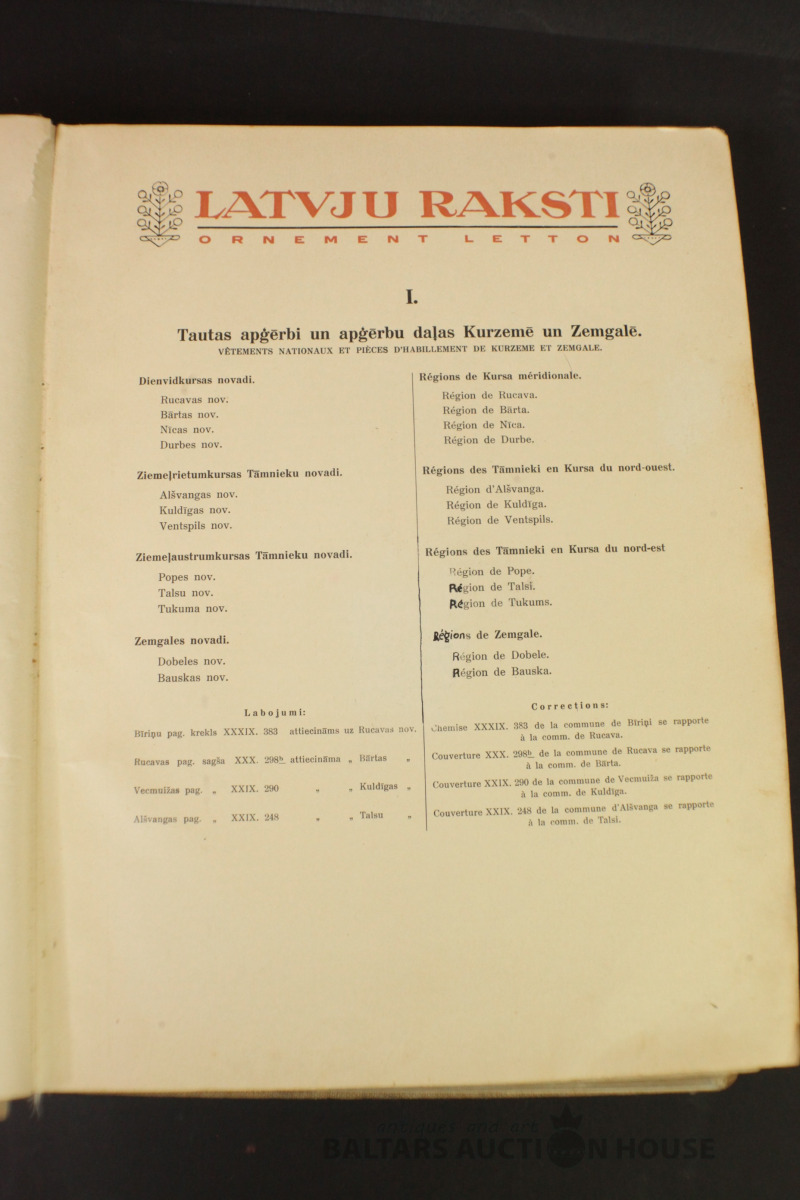 LATVJU RAKSTI
ORNEMENT LETTON
I.
Tautas apģērbi un apģērbu daļas Kurzemē un Zemgalē.
VÊTEMENTS NATIONAUX ET PIÈCES D'HABILLEMENT DE KURZEME ET ZEMGALE.
Dienvidkursas novadi.
Rucavas nov.
Bārtas nov.
Nīcas nov.
Durbes nov.
Ziemeļrietumkursas Tāmnieku novadi.
Alšvangas nov.
Kuldīgas nov.
Ventspils nov.
Ziemeļaustrumkursas Tāmnieku novadi.
Popes nov.
Talsu nov.
Tukuma nov.
Zemgales novadi.
Dobeles nov.
Bauskas nov.
Labojumi:
Bīriņu pag. krekls XXXIX. 383 attiecināms uz Rucavas nov.
Rucavas pag. sagša XXX. 298b attiecināma „ Bārtas „
Vecmuižas pag. „ XXIX. 290 „ „ Kuldīgas „
Alšvangas pag. „ XXIX. 248 „ „ Talsu „
Régions de Kursa méridionale.
Région de Rucava.
Région de Bārta.
Région de Nīca.
Région de Durbe.
Régions des Tāmnieki en Kursa du nord-ouest.
Région d'Alšvanga.
Région de Kuldīga.
Région de Ventspils.
Régions des Tāmnieki en Kursa du nord-est
Région de Pope.
Région de Talsi.
Région de Tukums.
Régions de Zemgale.
Région de Dobele.
Région de Bauska.
Corrections:
Chemise XXXIX. 383 de la commune de Bīriņi se rapporte
à la comm. de Rucava.
Couverture XXX. 298b de la commune de Rucava se rapporte
à la comm. de Bārta.
Couverture XXIX. 290 de la commune de Vecmuiža se rapporte
à la comm. de Kuldīga.
Couverture XXIX. 248 de la commune d'Alšvanga se rapporte
à la comm. de Talsi.
antiques and art
BALTARS AUCTION HOUSE